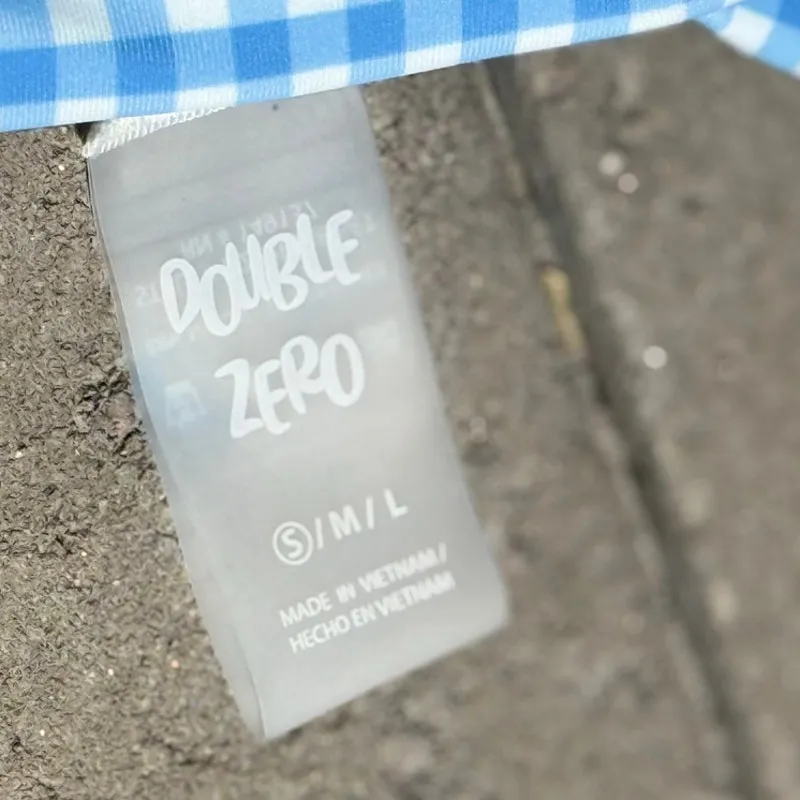 DOUBLE
ZERO
S/M/L
MADE IN VIETNAM/
HECHO EN VIETNAM